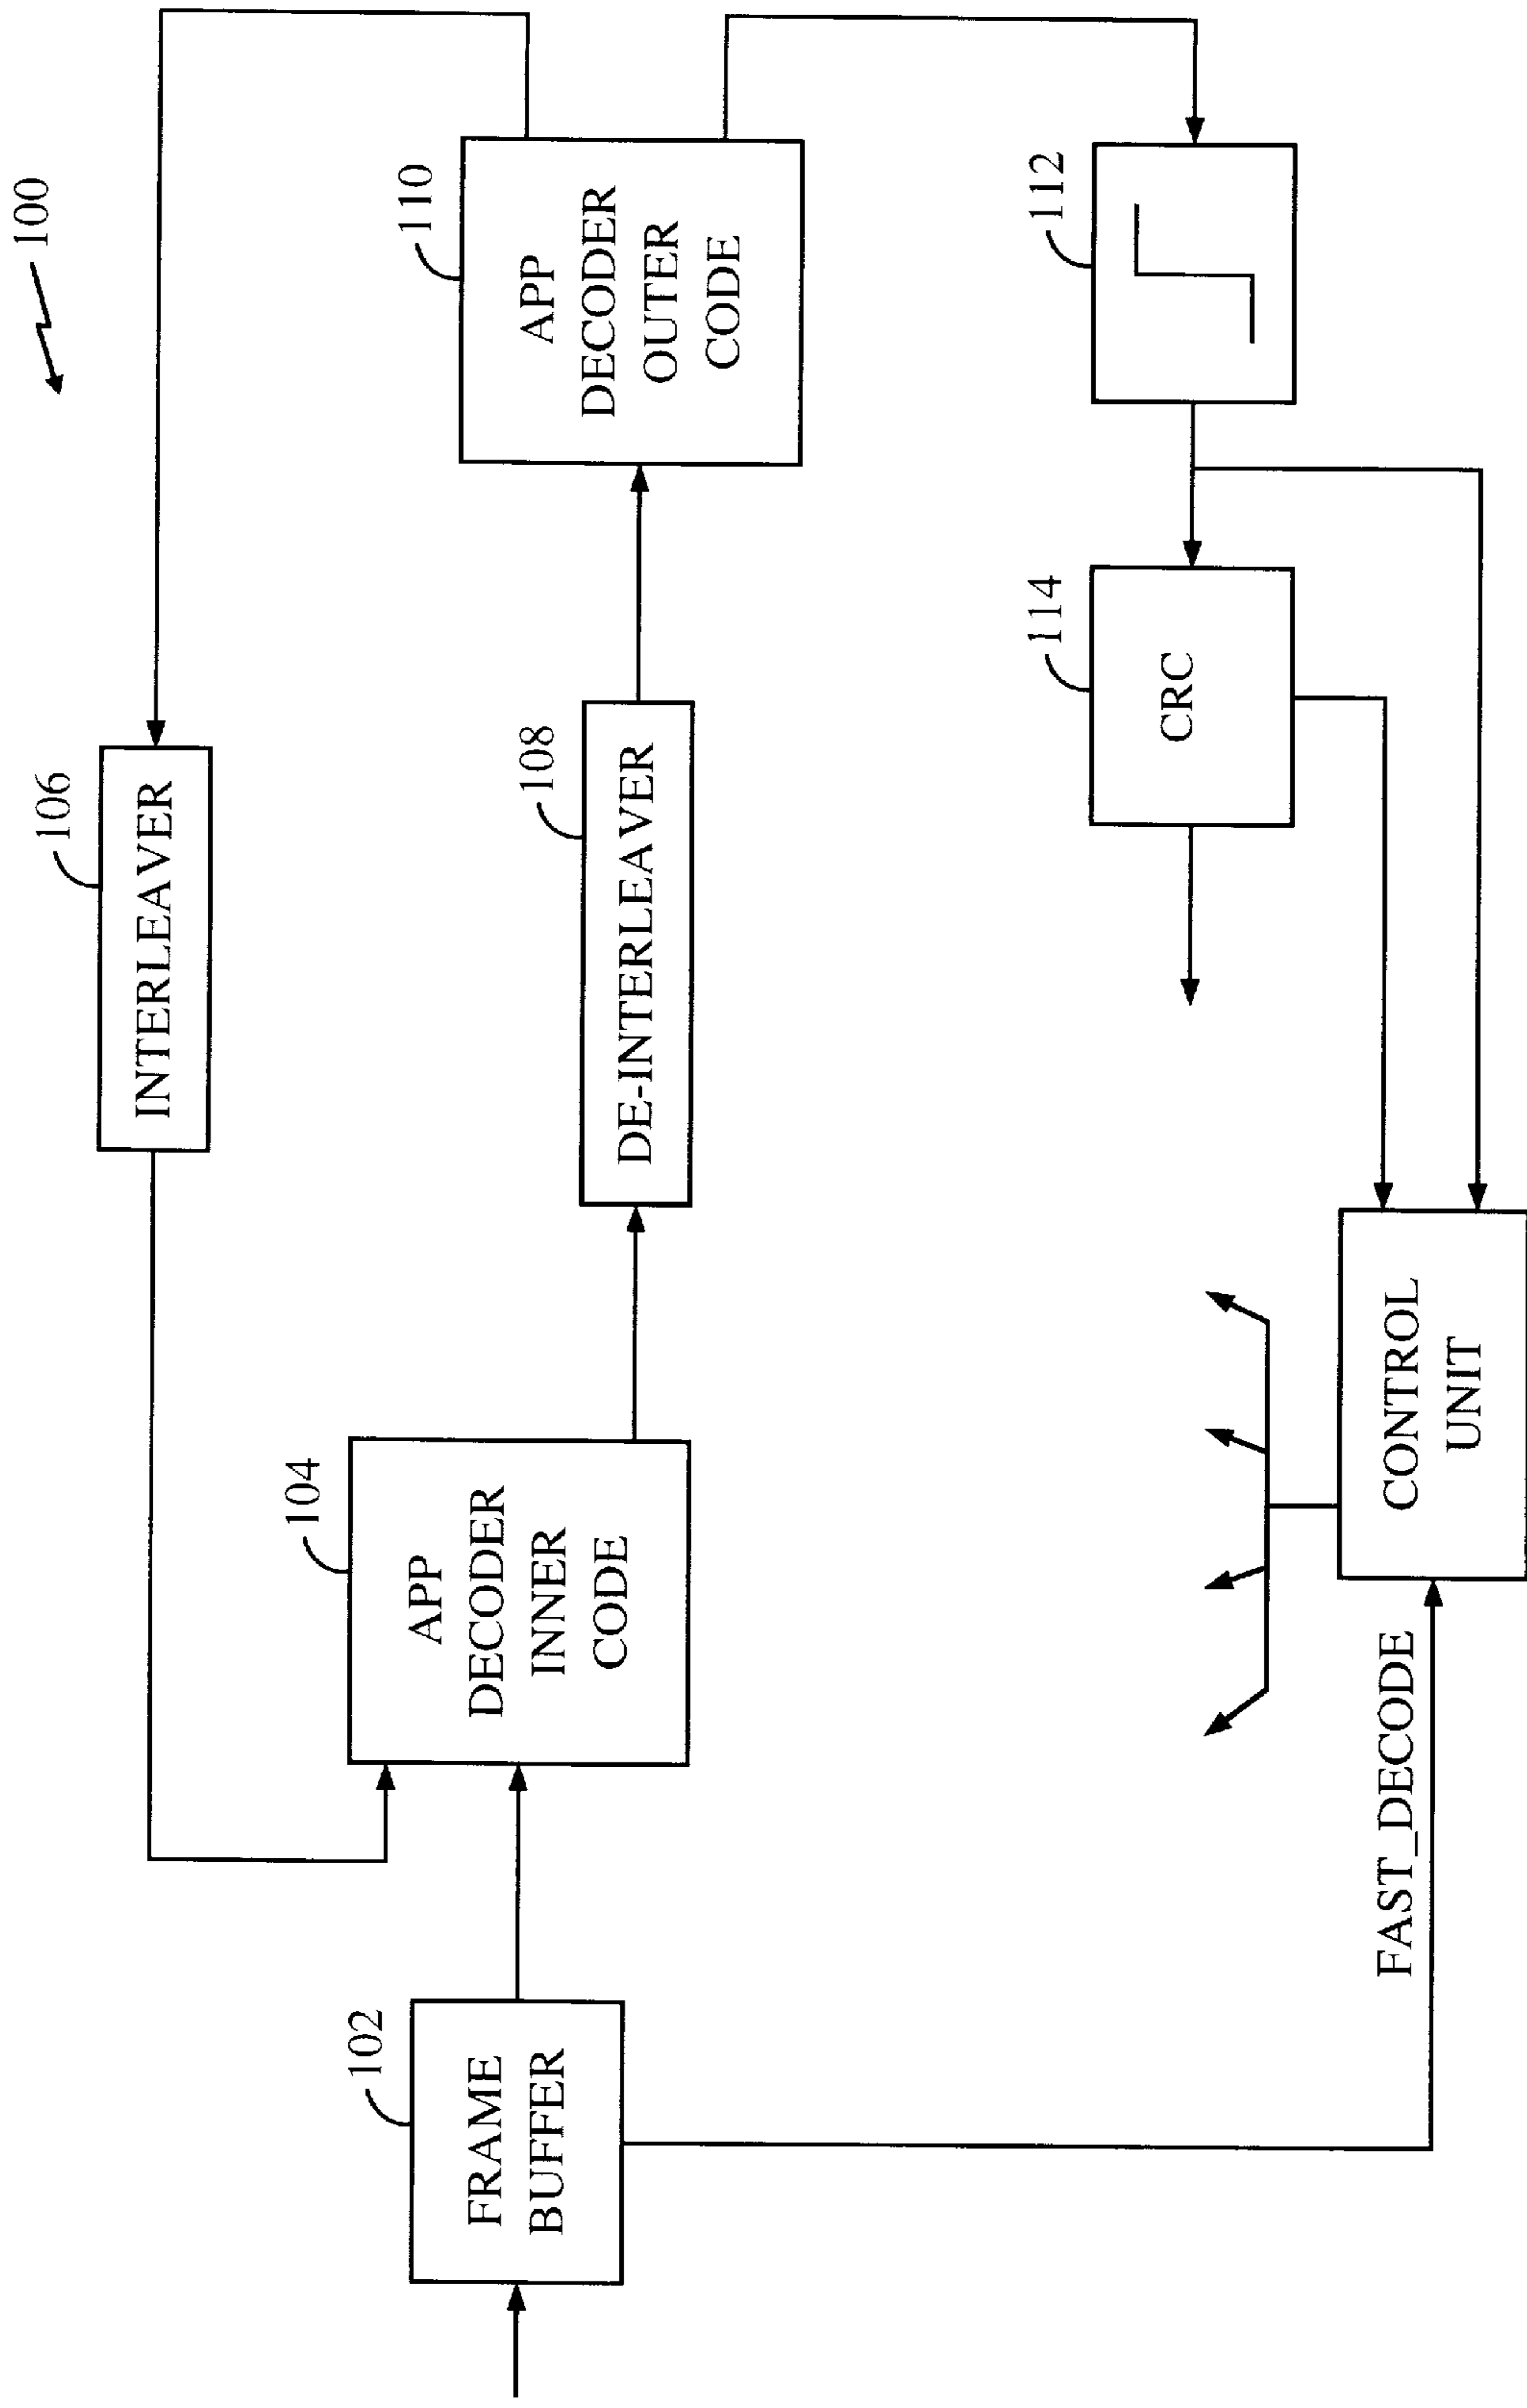 100
106
INTERLEAVER
102
FRAME
BUFFER
104
APP
DECODER
INNER
CODE
108
DE-INTERLEAVER
110
APP
DECODER
OUTER
CODE
112
114
CRC
FAST_DECODE
CONTROL
UNIT